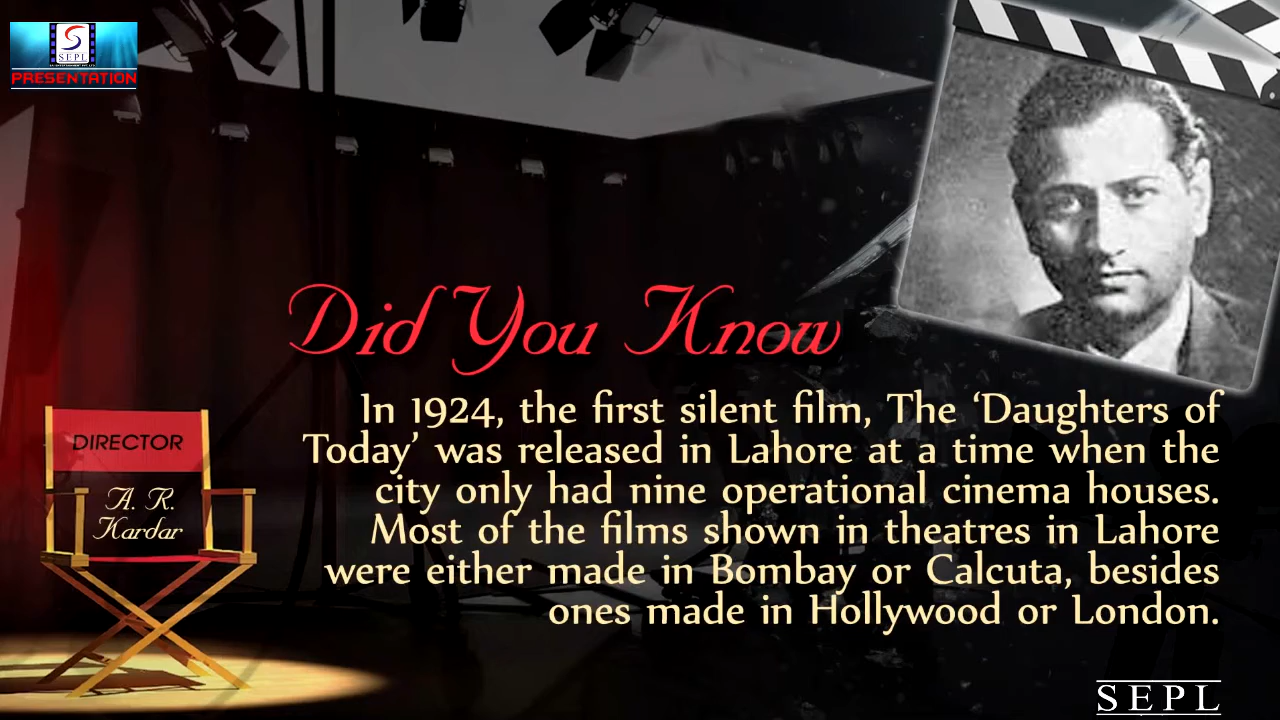 SEPL
PRESENTATION
Did You Know
In 1924, the first silent film, The ‘Daughters of
Today’ was released in Lahore at a time when the
city only had nine operational cinema houses.
Most of the films shown in theatres in Lahore
were either made in Bombay or Calcuta, besides
ones made in Hollywood or London.
DIRECTOR
A. R.
Kardar
SEPL